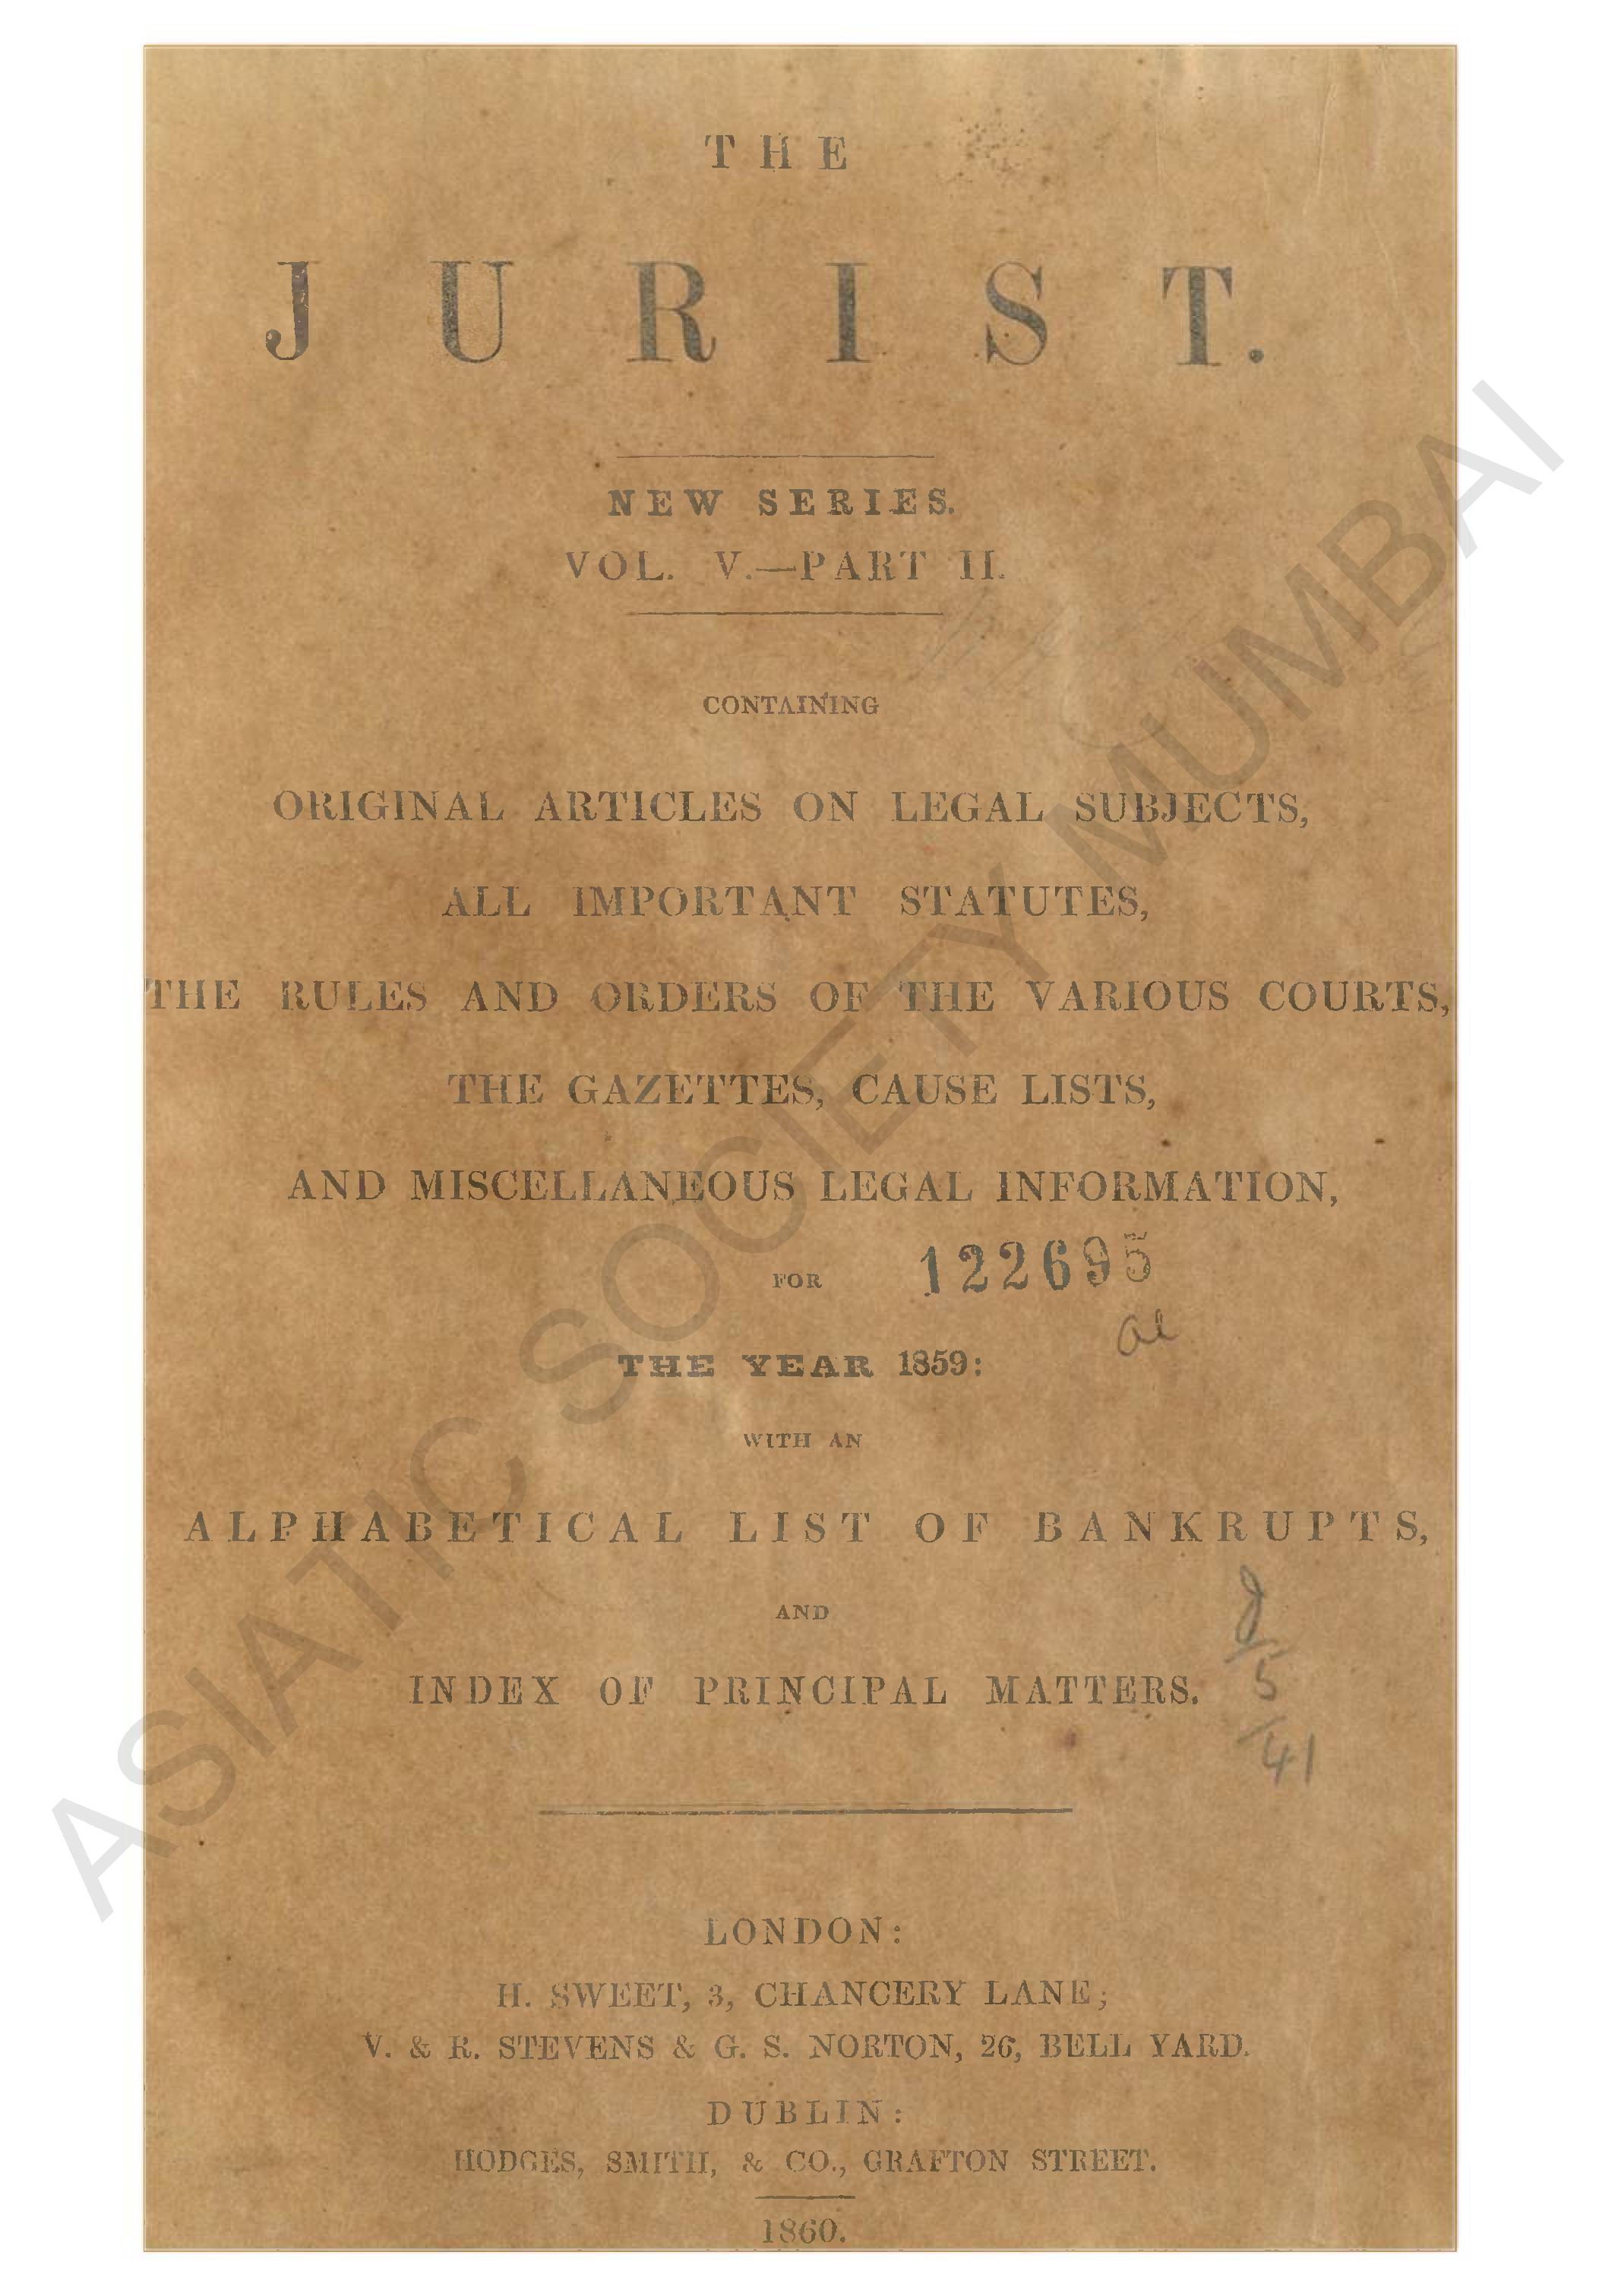 THE
JURIST.
NEW SERIES.
VOL. V.—PART II.
CONTAINING
ORIGINAL ARTICLES ON LEGAL SUBJECTS,
ALL IMPORTANT STATUTES,
THE RULES AND ORDERS OF THE VARIOUS COURTS,
THE GAZETTES, CAUSE LISTS,
AND MISCELLANEOUS LEGAL INFORMATION,
FOR
122695
THE YEAR 1859:
WITH AN
ALPHABETICAL LIST OF BANKRUPTS,
AND
INDEX OF PRINCIPAL MATTERS.
5
41
LONDON:
H. SWEET, 3, CHANCERY LANE;
V. & R. STEVENS & G. S. NORTON, 26, BELL YARD.
DUBLIN:
HODGES, SMITH, & CO., GRAFTON STREET.
1860.
ASIATIC SOCIETY MUMBAI